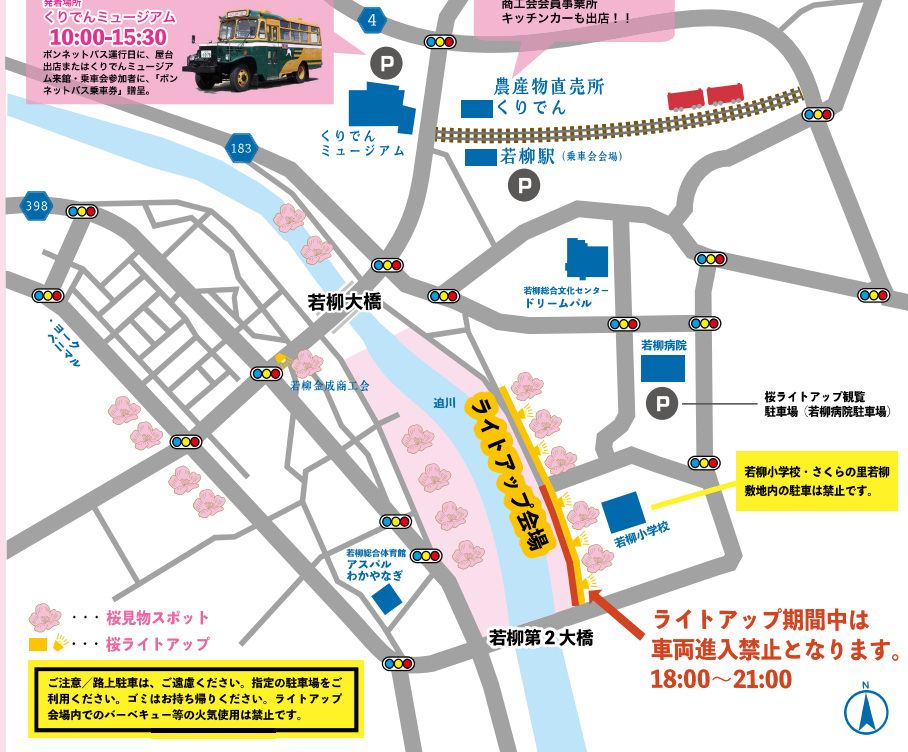 発着場所
くりでんミュージアム
10:00-15:30
ボンネットバス運行日に、屋台
出店またはくりでんミュージア
ム来館・乗車会参加者に、「ボン
ネットバス乗車券」贈呈。
商工会会員事業所
キッチンカーも出店！！
4
P
農産物直売所
くりでん
くりでん
ミュージアム
若柳駅（乗車会会場）
P
183
398
若柳大橋
若柳総合文化センター
ドリームパル
・ヨーク
ベニマル
若柳金成商工会
迫川
若柳病院
P
桜ライトアップ観覧
駐車場（若柳病院駐車場）
ライトアップ会場
若柳小学校・さくらの里若柳
敷地内の駐車は禁止です。
若柳小学校
若柳総合体育館
アスパル
わかやなぎ
・・・桜見物スポット
・・・桜ライトアップ
若柳第２大橋
ライトアップ期間中は
車両進入禁止となります。
18:00〜21:00
ご注意／路上駐車は、ご遠慮ください。指定の駐車場をご
利用ください。ゴミはお持ち帰りください。ライトアップ
会場内でのバーベキュー等の火気使用は禁止です。
N